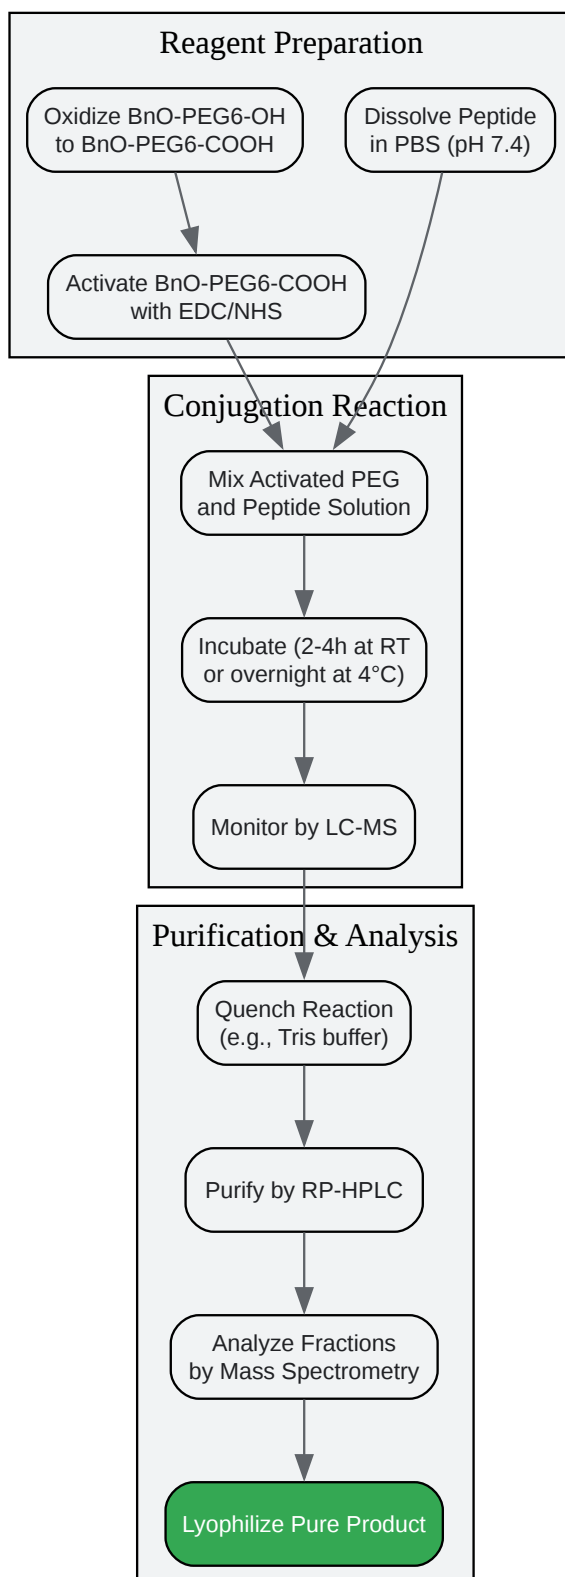 Reagent Preparation
Oxidize BnO-PEG6-OH
to BnO-PEG6-COOH
Dissolve Peptide
in PBS (pH 7.4)
Activate BnO-PEG6-COOH
with EDC/NHS
Conjugation Reaction
Mix Activated PEG
and Peptide Solution
Incubate (2-4h at RT
or overnight at 4°C)
Monitor by LC-MS
Purification & Analysis
Quench Reaction
(e.g., Tris buffer)
Purify by RP-HPLC
Analyze Fractions
by Mass Spectrometry
Lyophilize Pure Product